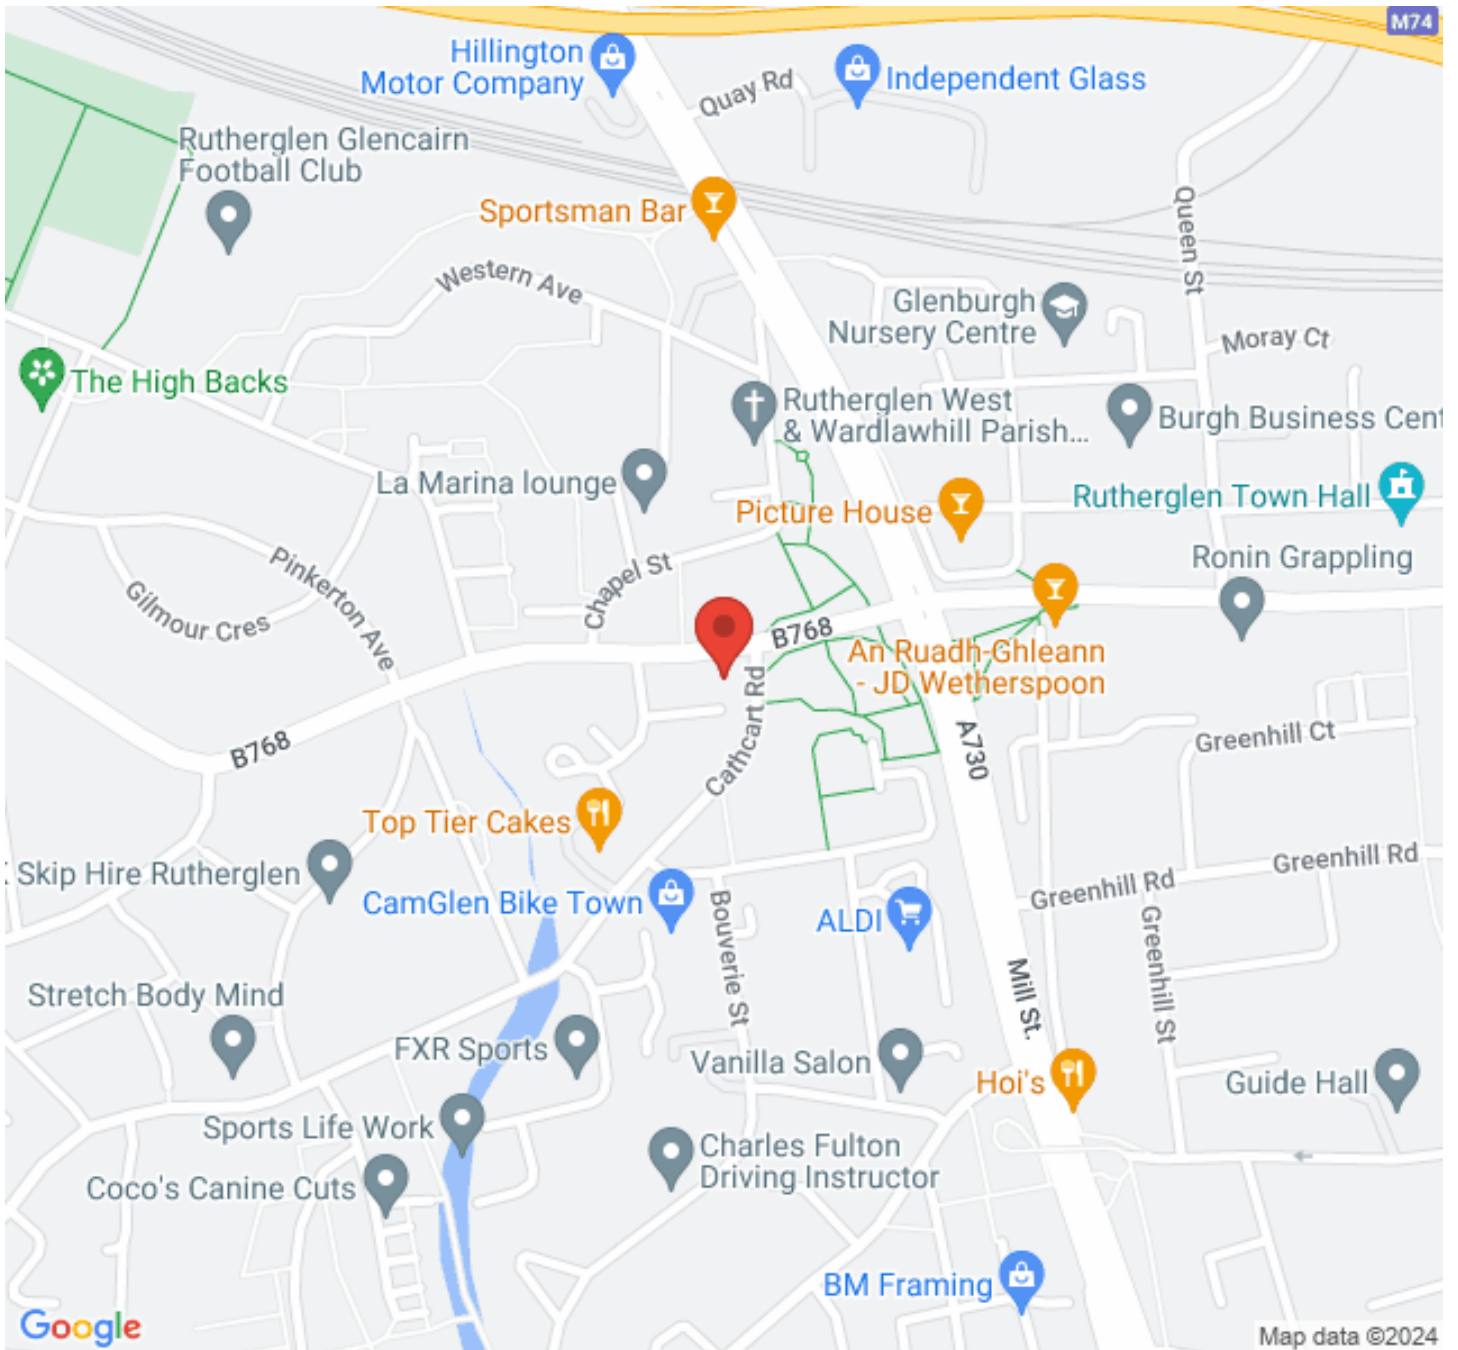 M74
Hillington
Motor Company
Quay Rd
Independent Glass
Rutherglen Glencairn
Football Club
Sportsman Bar
Queen St
Western Ave
Glenburgh
Nursery Centre
Moray Ct
The High Backs
Rutherglen West
& Wardlawhill Parish...
Burgh Business Cent
La Marina lounge
Picture House
Rutherglen Town Hall
Ronin Grappling
Pinkerton Ave
Gilmour Cres
Chapel St
B768
An Ruadh-Ghleann
- JD Wetherspoon
Cathcart Rd
B768
A730
Greenhill Ct
Top Tier Cakes
Skip Hire Rutherglen
Greenhill Rd
Greenhill Rd
CamGlen Bike Town
Bouverie St
ALDI
Greenhill St
Stretch Body Mind
Mill St.
FXR Sports
Vanilla Salon
Hoi's
Guide Hall
Sports Life Work
Charles Fulton
Driving Instructor
Coco's Canine Cuts
BM Framing
Google
Map data ©2024